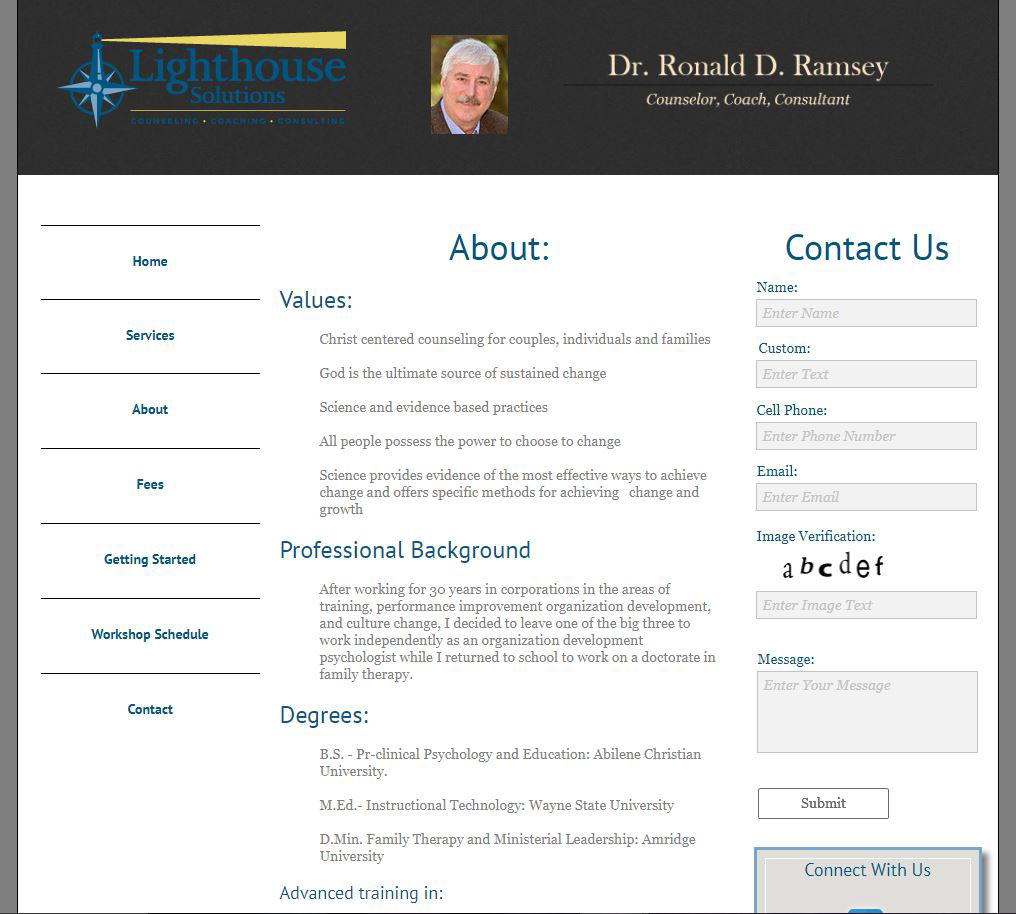 Lighthouse
Solutions
COUNSELING • COACHING • CONSULTING
Dr. Ronald D. Ramsey
Counselor, Coach, Consultant
Home
Services
About
Fees
Getting Started
Workshop Schedule
Contact
About:
Values:
Christ centered counseling for couples, individuals and families
God is the ultimate source of sustained change
Science and evidence based practices
All people possess the power to choose to change
Science provides evidence of the most effective ways to achieve
change and offers specific methods for achieving   change and
growth
Professional Background
After working for 30 years in corporations in the areas of
training, performance improvement organization development,
and culture change, I decided to leave one of the big three to
work independently as an organization development
psychologist while I returned to school to work on a doctorate in
family therapy.
Degrees:
B.S. - Pr-clinical Psychology and Education: Abilene Christian
University.
M.Ed.- Instructional Technology: Wayne State University
D.Min. Family Therapy and Ministerial Leadership: Amridge
University
Advanced training in:
Contact Us
Name:
Enter Name
Custom:
Enter Text
Cell Phone:
Enter Phone Number
Email:
Enter Email
Image Verification:
abcdef
Enter Image Text
Message:
Enter Your Message
Submit
Connect With Us